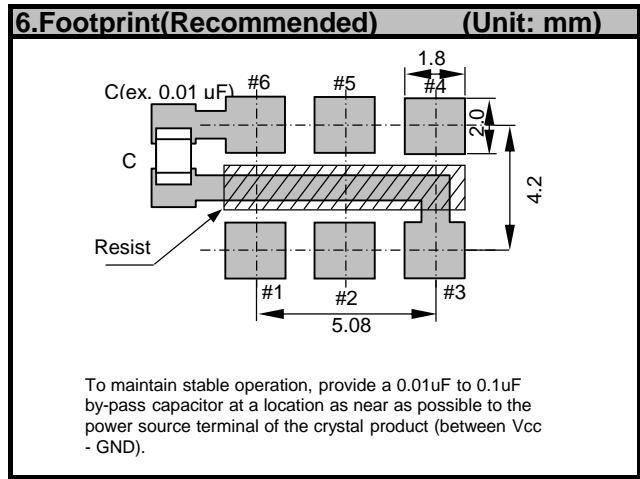 6.Footprint(Recommended) (Unit: mm)
1.8
C(ex. 0.01 uF) #6 #5 #4
2.0
C
4.2
Resist
#1 #2 #3
5.08
To maintain stable operation, provide a 0.01uF to 0.1uF
by-pass capacitor at a location as near as possible to the
power source terminal of the crystal product (between Vcc
- GND).